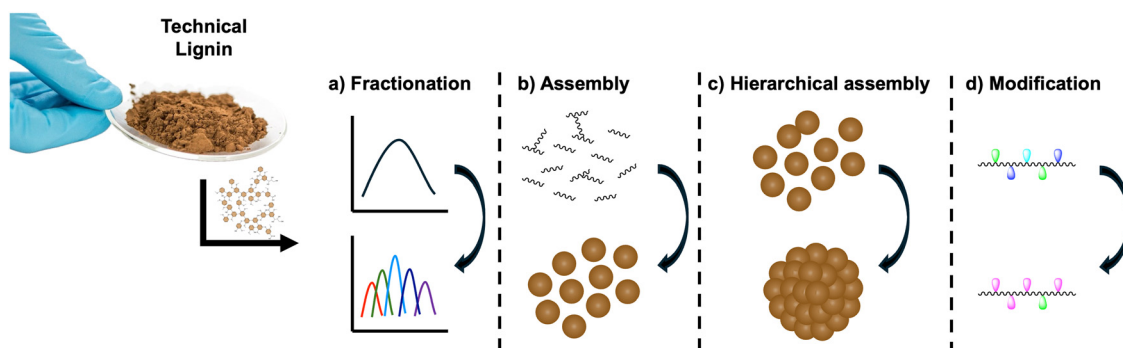 Technical
Lignin
a) Fractionation
b) Assembly
c) Hierarchical assembly
d) Modification